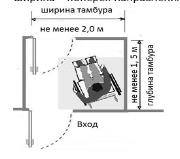 ширина тамбура
не менее 2,0 м
не менее 1, 5 м
глубина тамбура
Вход